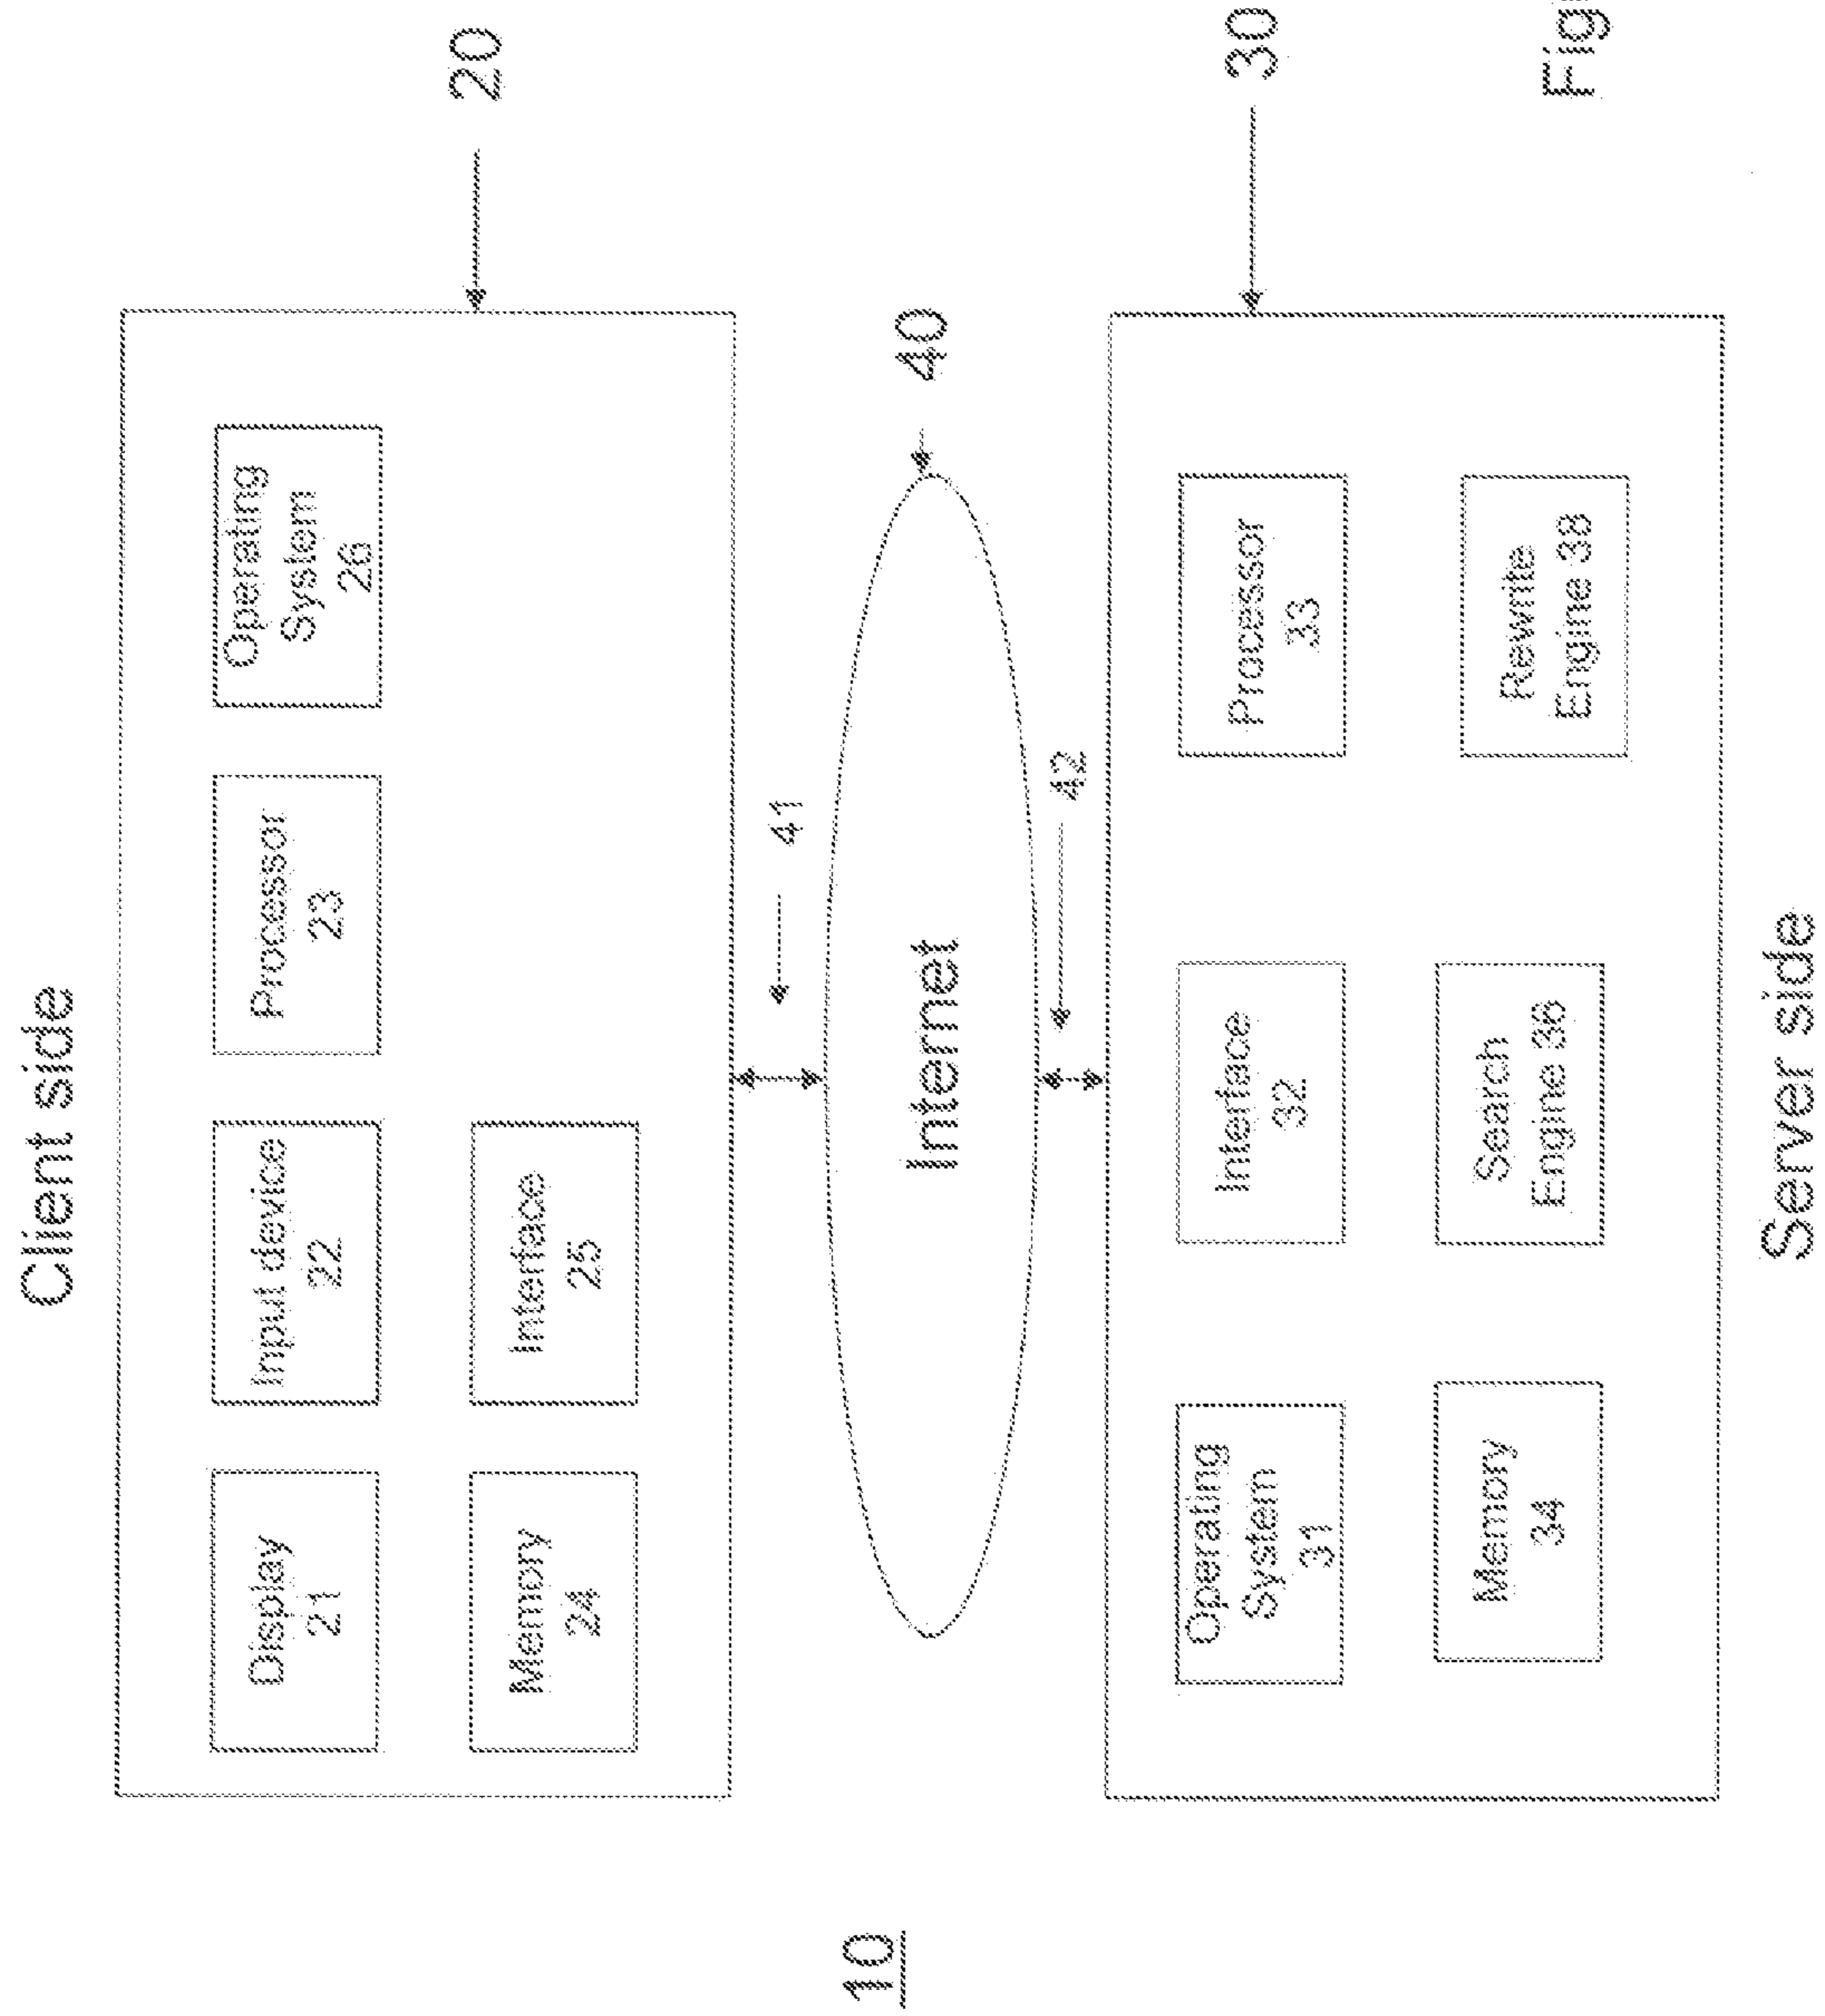 Client side
20
Display
21
Input device
22
Processor
23
Operating
System
26
Memory
24
Interface
25
41
40
Internet
42
10
30
Operating
System
31
Interface
32
Processor
33
Memory
34
Search
Engine 36
Rewrite
Engine 38
Server side
Fig